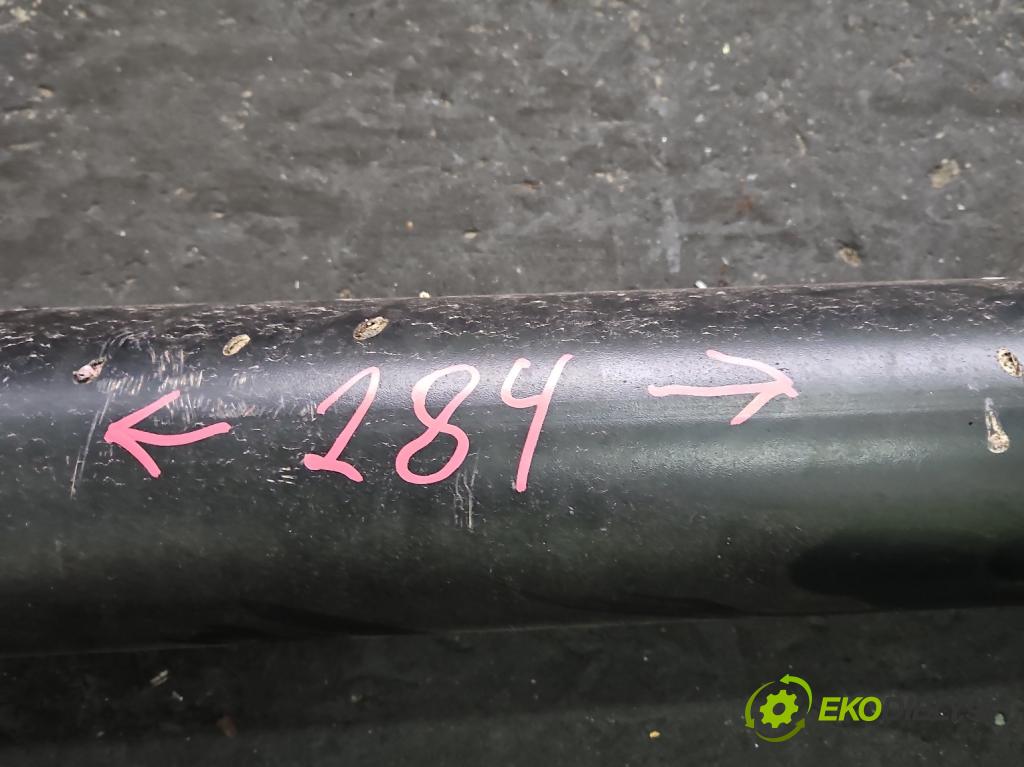 ← 284 →
EKO